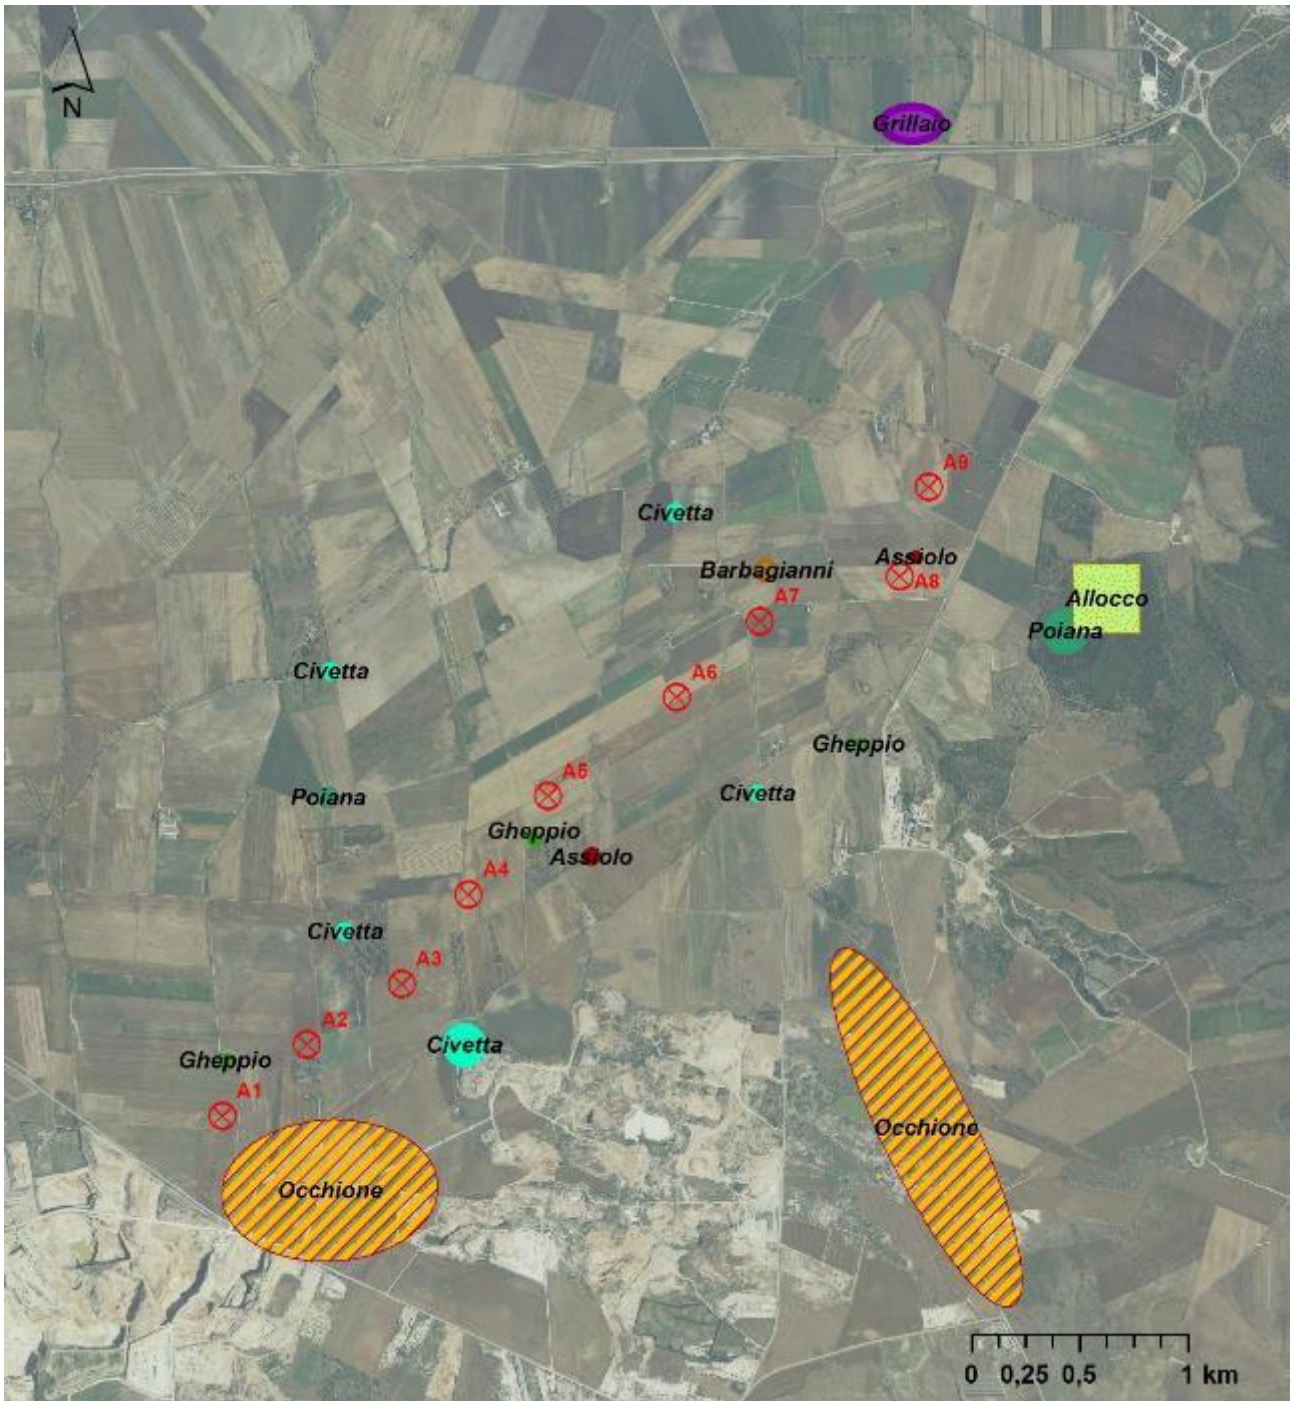 N
Grillaio
A9
Civetta
Assiolo
Barbagianni
A8
Allocco
A7
Poiana
Civetta
A6
Gheppio
A5
Civetta
Poiana
Gheppio
Assiolo
A4
Civetta
A3
A2
Civetta
Gheppio
A1
Occhione
Occhione
0 0,25 0,5 1 km